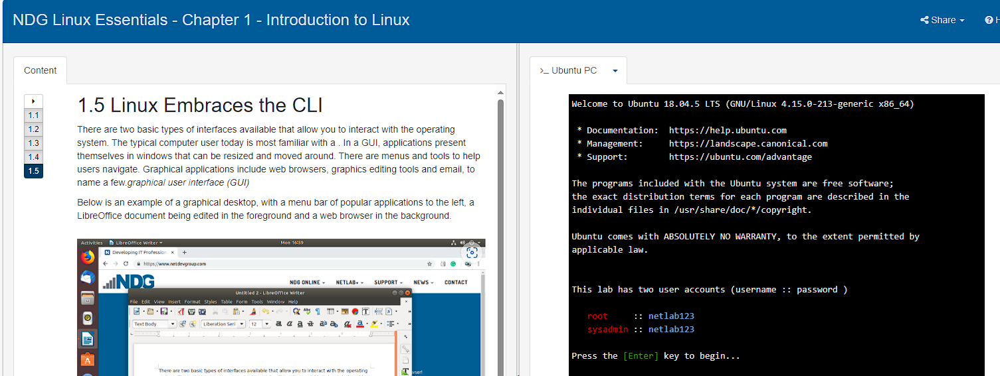 NDG Linux Essentials - Chapter 1 - Introduction to Linux
Share
Content
1.1
1.2
1.3
1.4
1.5
1.5 Linux Embraces the CLI
There are two basic types of interfaces available that allow you to interact with the operating
system. The typical computer user today is most familiar with a . In a GUI, applications present
themselves in windows that can be resized and moved around. There are menus and tools to help
users navigate. Graphical applications include web browsers, graphics editing tools and email, to
name a few.graphical user interface (GUI)
Below is an example of a graphical desktop, with a menu bar of popular applications to the left, a
LibreOffice document being edited in the foreground and a web browser in the background.
Activities LibreOffice Writer Mon 16:59
Developing IT Profession
https://www.netdevgroup.com
NDG
NDG ONLINE NETLAB+ SUPPORT NEWS CONTACT
Untitled 2 - LibreOffice Writer
File Edit View Insert Format Styles Table Form Tools Window Help
Text Body Liberation Seri 12
There are two basic types of interfaces available that allow you to interact with the operating
wser!
>_ Ubuntu PC
Welcome to Ubuntu 18.04.5 LTS (GNU/Linux 4.15.0-213-generic x86_64)
* Documentation: https://help.ubuntu.com
* Management: https://landscape.canonical.com
* Support: https://ubuntu.com/advantage
The programs included with the Ubuntu system are free software;
the exact distribution terms for each program are described in the
individual files in /usr/share/doc/*/copyright.
Ubuntu comes with ABSOLUTELY NO WARRANTY, to the extent permitted by
applicable law.
This lab has two user accounts (username :: password )
root :: netlab123
sysadmin :: netlab123
Press the [Enter] key to begin...